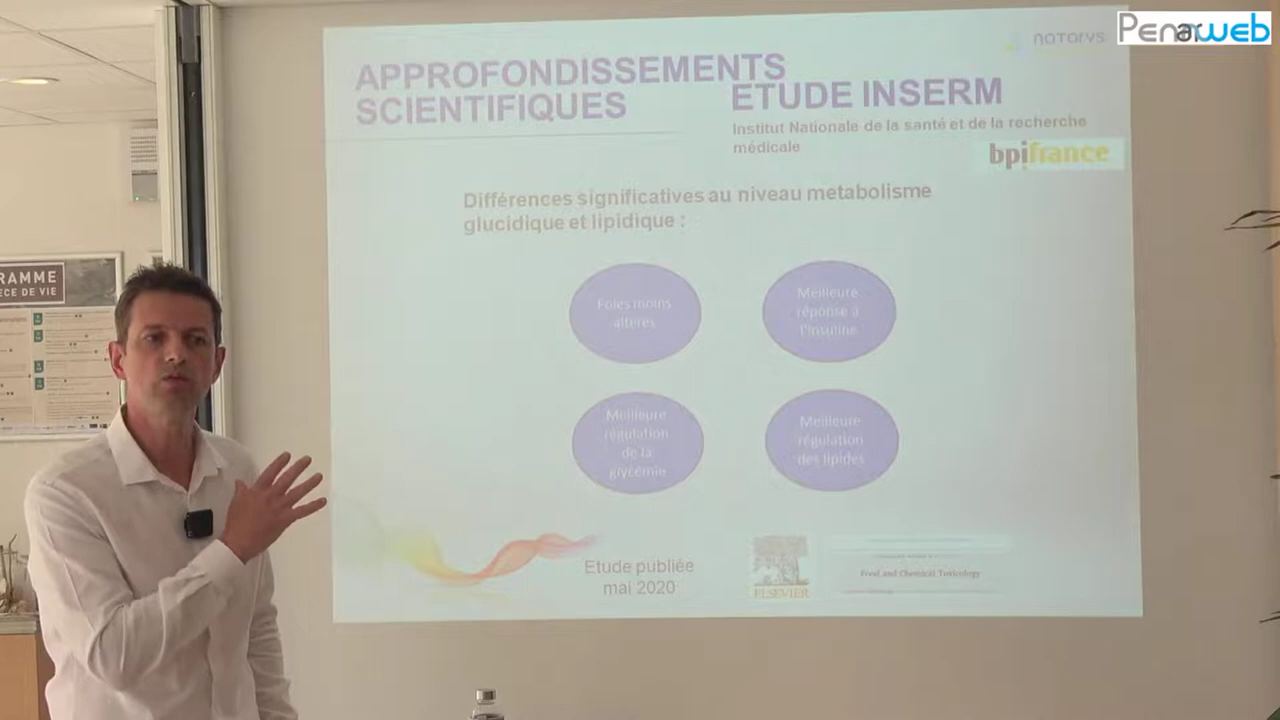 Penarweb
natarys
APPROFONDISSEMENTS
SCIENTIFIQUES
ETUDE INSERM
Institut Nationale de la santé et de la recherche
médicale
bpifrance
Différences significatives au niveau metabolisme
glucidique et lipidique :
Foies moins
altérés
Meilleure
réponse à
l'insuline
Meilleure
régulation
de la
glycémie
Meilleure
régulation
des lipides
Etude publiée
mai 2020
ELSEVIER
Food and Chemical Toxicology
RAMME
ECE DE VIE